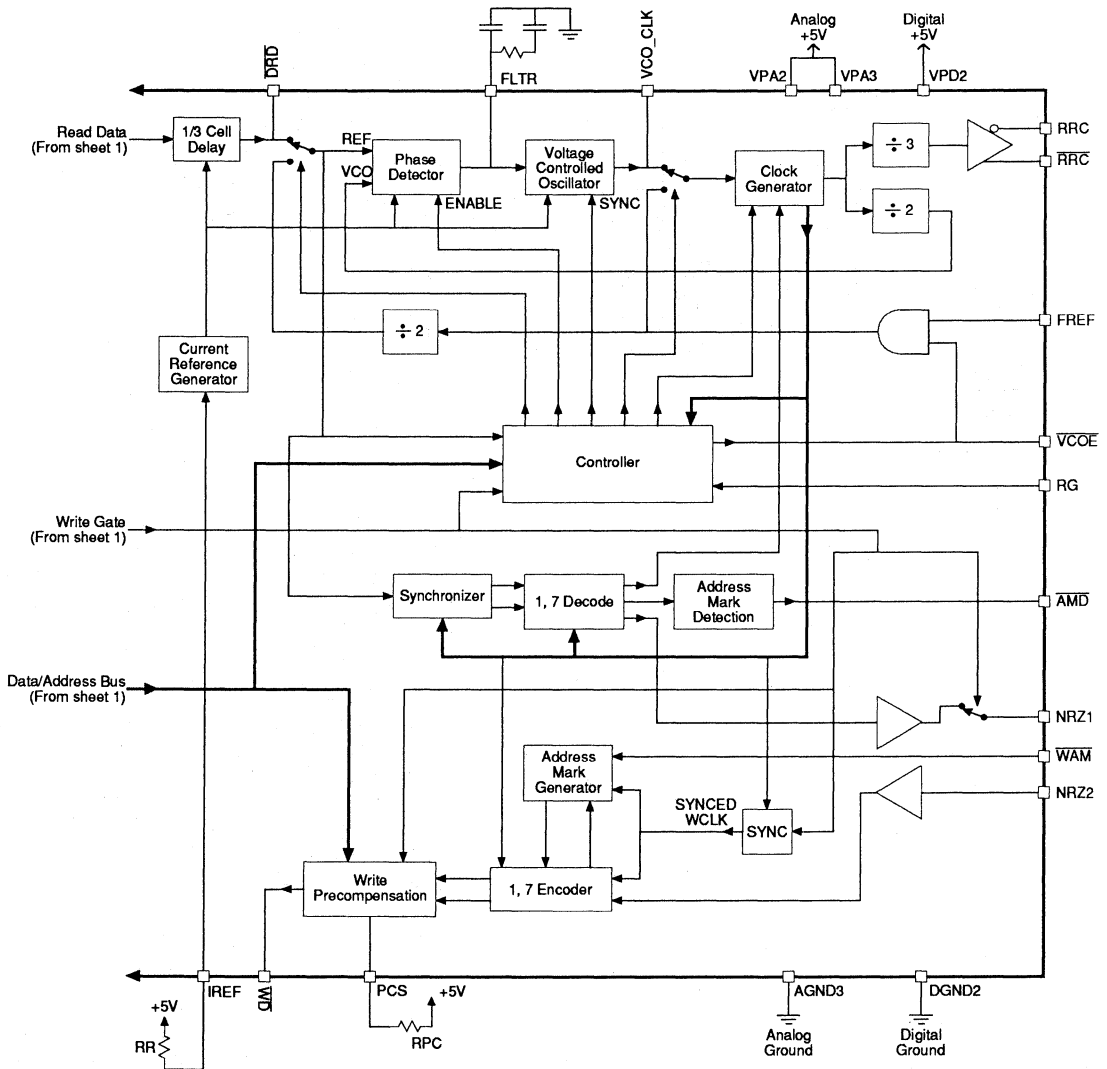 Analog
+5V
Digital
+5V
DRD
FLTR
VCO_CLK
VPA2
VPA3
VPD2
Read Data
(From sheet 1)
1/3 Cell
Delay
REF
VCO
Phase
Detector
ENABLE
Voltage
Controlled
Oscillator
SYNC
Clock
Generator
÷ 3
÷ 2
RRC
RRC
÷ 2
FREF
Current
Reference
Generator
Controller
VCOE
RG
Write Gate
(From sheet 1)
Synchronizer
1, 7 Decode
Address
Mark
Detection
AMD
Data/Address Bus
(From sheet 1)
NRZ1
Address
Mark
Generator
WAM
NRZ2
SYNCED
WCLK
SYNC
Write
Precompensation
1, 7 Encoder
IREF
WD
PCS
AGND3
DGND2
+5V
RR
+5V
RPC
Analog
Ground
Digital
Ground